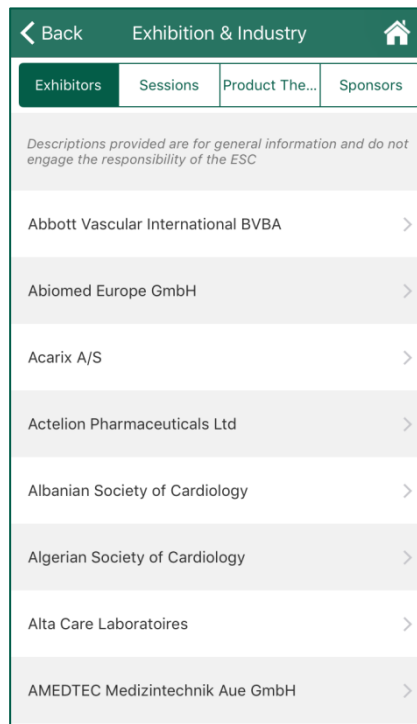 Back
Exhibition & Industry
Exhibitors
Sessions
Product The...
Sponsors
Descriptions provided are for general information and do not
engage the responsibility of the ESC
Abbott Vascular International BVBA
Abiomed Europe GmbH
Acarix A/S
Actelion Pharmaceuticals Ltd
Albanian Society of Cardiology
Algerian Society of Cardiology
Alta Care Laboratoires
AMEDTEC Medizintechnik Aue GmbH